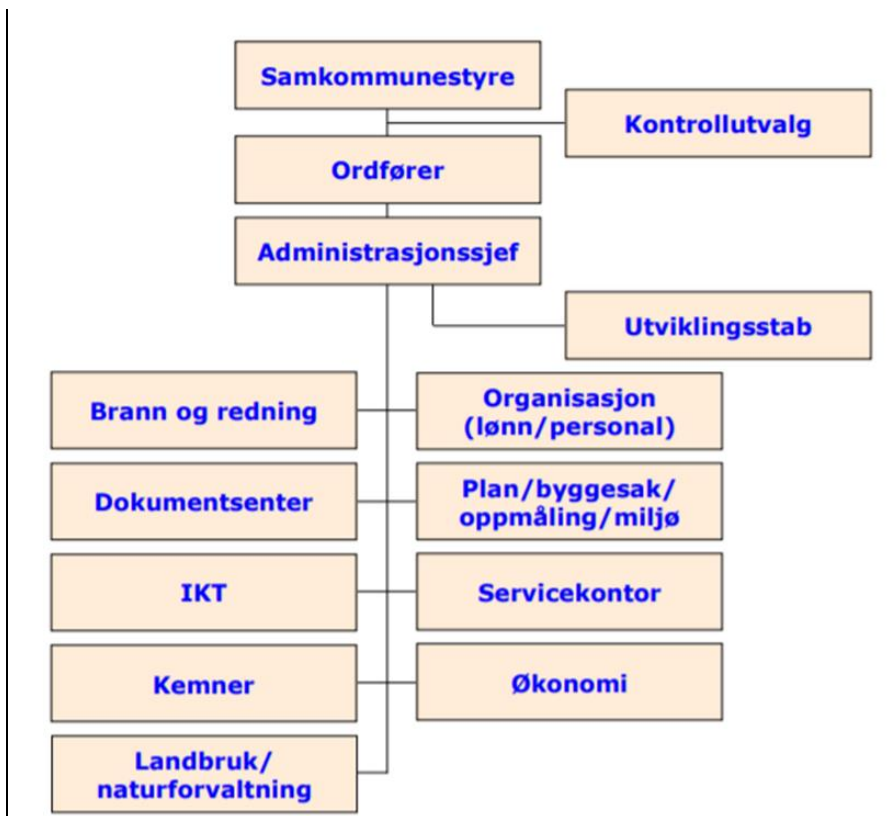 Samkommunestyre
Kontrollutvalg
Ordfører
Administrasjonssjef
Utviklingsstab
Brann og redning
Organisasjon
(lønn/personal)
Dokumentsenter
Plan/byggesak/
oppmåling/miljø
IKT
Servicekontor
Kemner
Økonomi
Landbruk/
naturforvaltning